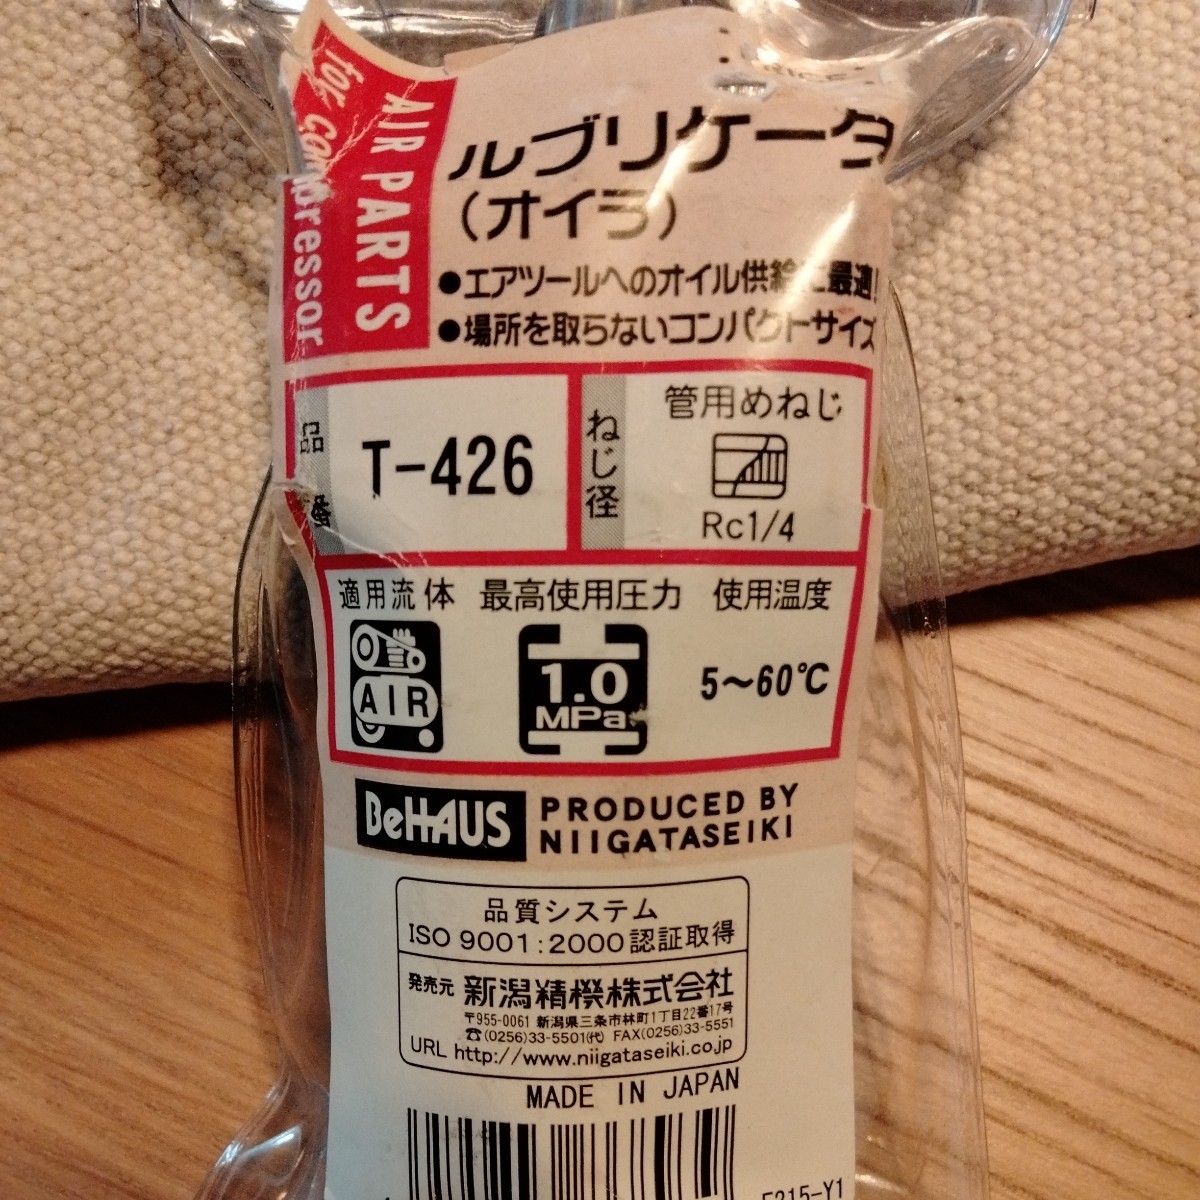 for compressor
AIR PARTS
ルブリケータ
(オイラ)
●エアツールへのオイル供給に最適!
●場所を取らないコンパクトサイズ
品番
T-426
ねじ径
管用めねじ
Rc1/4
適用流体 最高使用圧力 使用温度
AIR
1.0
MPa
5〜60℃
BeHAUS
PRODUCED BY
NIIGATASEIKI
品質システム
ISO 9001:2000認証取得
発売元 新潟精機株式会社
〒955-0061 新潟県三条市林町1丁目22番17号
☎(0256)33-5501(代) FAX(0256)33-5551
URL http://www.niigataseiki.co.jp
MADE IN JAPAN
F215-Y1